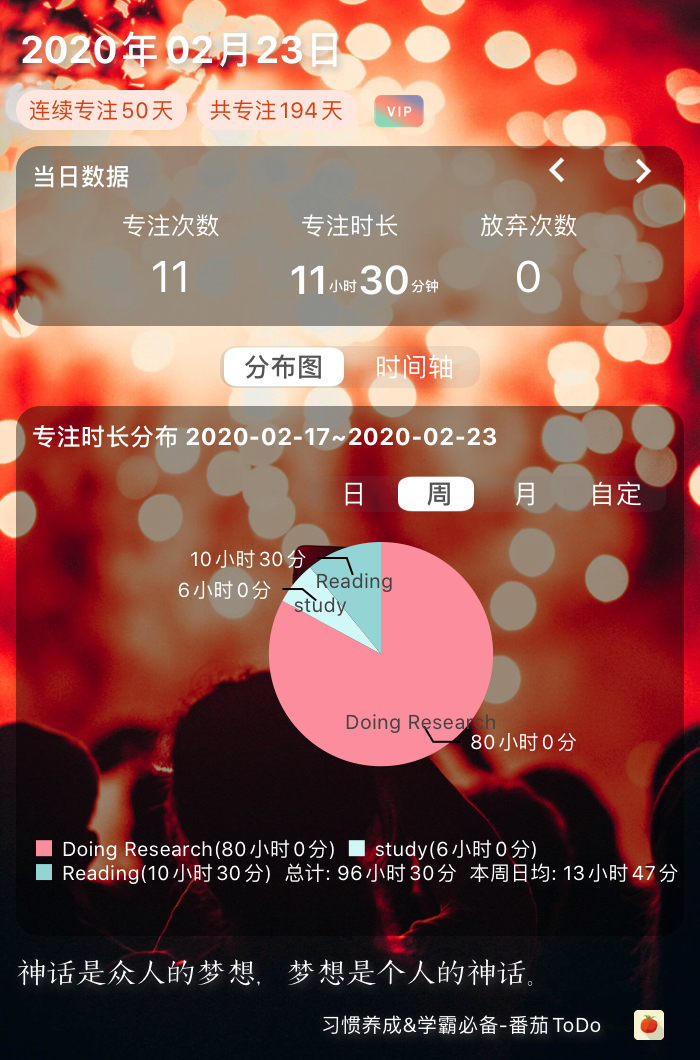 2020年02月23日
连续专注50天 共专注194天 VIP
当日数据
专注次数 专注时长 放弃次数
11 11小时30分钟 0
分布图 时间轴
专注时长分布 2020-02-17~2020-02-23
日 周 月 自定
10小时30分
Reading
6小时0分
study
Doing Research
80小时0分
Doing Research(80小时0分) study(6小时0分)
Reading(10小时30分) 总计: 96小时30分 本周日均: 13小时47分
神话是众人的梦想, 梦想是个人的神话。
习惯养成&学霸必备-番茄ToDo